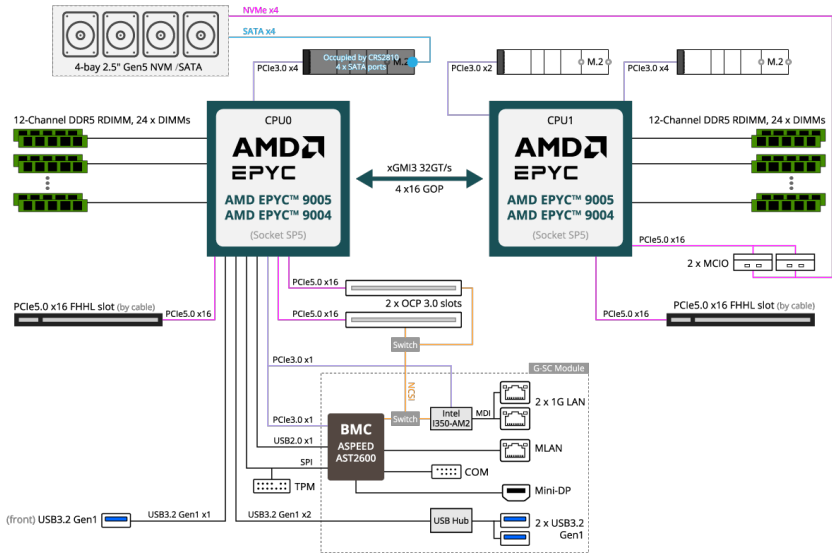 NVMe x4
SATA x4
4-bay 2.5" Gen5 NVM /SATA
PCIe3.0 x4
Occupied by CRS2810
4 x SATA ports
M.2
PCIe3.0 x2
M.2
PCIe3.0 x4
M.2
12-Channel DDR5 RDIMM, 24 x DIMMs
CPU0
AMD
EPYC
AMD EPYC™ 9005
AMD EPYC™ 9004
(Socket SP5)
xGMI3 32GT/s
4 x16 GOP
CPU1
AMD
EPYC
AMD EPYC™ 9005
AMD EPYC™ 9004
(Socket SP5)
12-Channel DDR5 RDIMM, 24 x DIMMs
PCIe5.0 x16
2 x MCIO
PCIe5.0 x16
2 x OCP 3.0 slots
PCIe5.0 x16 FHHL slot (by cable)
PCIe5.0 x16
PCIe5.0 x16
PCIe5.0 x16
PCIe5.0 x16 FHHL slot (by cable)
Switch
PCIe3.0 x1
G-SC Module
NCSI
2 x 1G LAN
Switch
Intel
I350-AM2
MDI
PCIe3.0 x1
BMC
ASPEED
AST2600
USB2.0 x1
MLAN
SPI
COM
TPM
Mini-DP
(front) USB3.2 Gen1
USB3.2 Gen1 x1
USB3.2 Gen1 x2
USB Hub
2 x USB3.2
Gen1